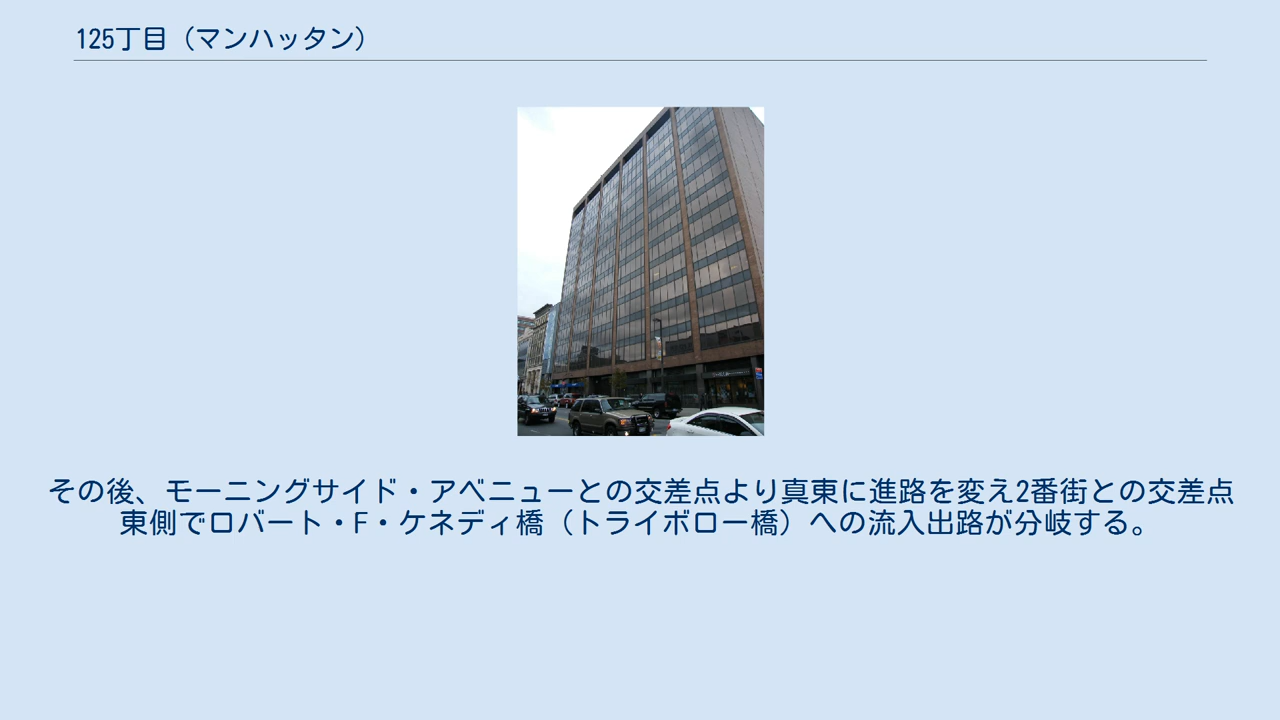 125丁目（マンハッタン）
その後、モーニングサイド・アベニューとの交差点より真東に進路を変え2番街との交差点
東側でロバート・F・ケネディ橋（トライボロー橋）への流入出路が分岐する。